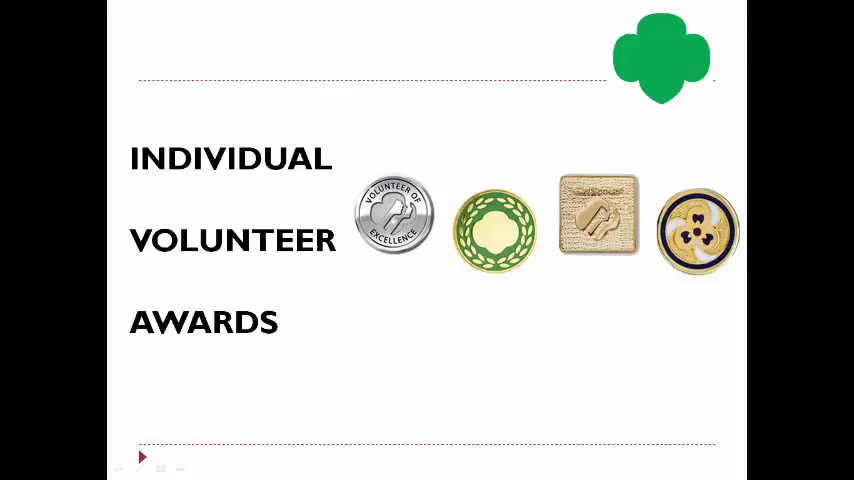 INDIVIDUAL
VOLUNTEER
AWARDS
VOLUNTEER OF
EXCELLENCE